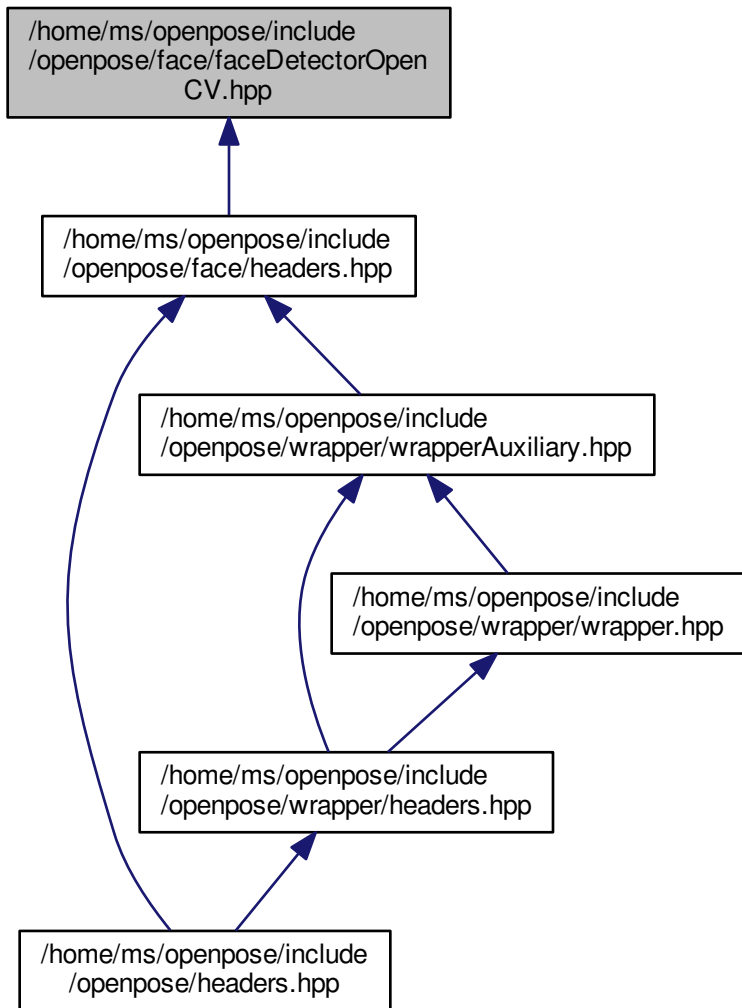 /home/ms/openpose/include
/openpose/face/faceDetectorOpen
CV.hpp
/home/ms/openpose/include
/openpose/face/headers.hpp
/home/ms/openpose/include
/openpose/wrapper/wrapperAuxiliary.hpp
/home/ms/openpose/include
/openpose/wrapper/wrapper.hpp
/home/ms/openpose/include
/openpose/wrapper/headers.hpp
/home/ms/openpose/include
/openpose/headers.hpp